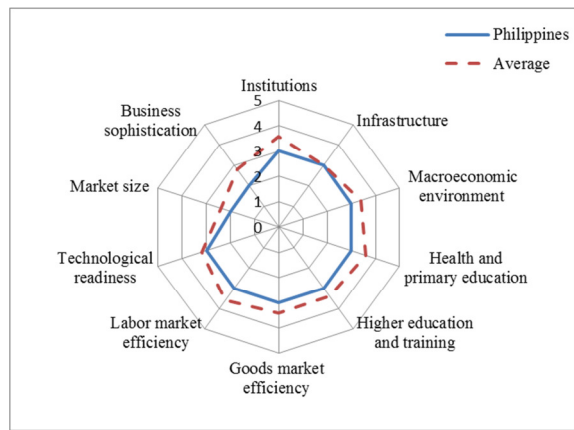 Philippines
Average
Institutions
Infrastructure
Macroeconomic
environment
Health and
primary education
Higher education
and training
Goods market
efficiency
Labor market
efficiency
Technological
readiness
Market size
Business
sophistication
5
4
3
2
1
0